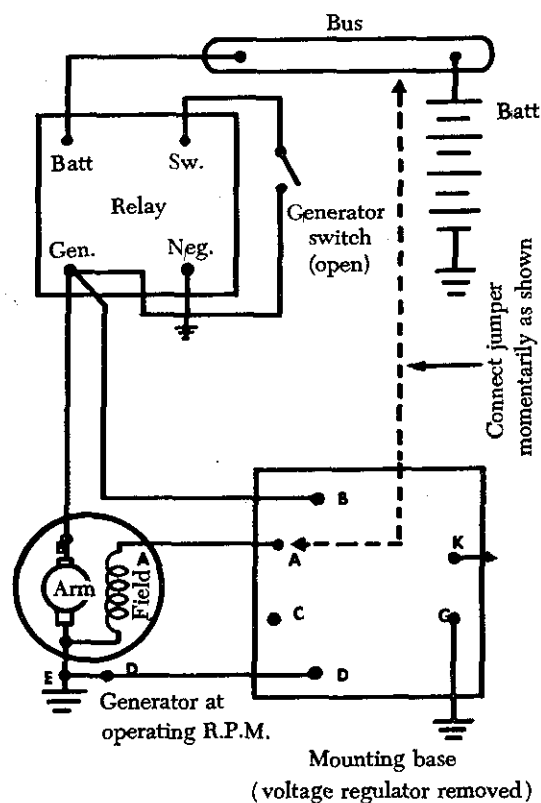 Bus
Batt
Batt
Sw.
Relay
Gen.
Neg.
Generator
switch
(open)
Connect jumper
momentarily as shown
B
A
K
C
G
D
B
A
Arm
Field
E
D
Generator at
operating R.P.M.
Mounting base
(voltage regulator removed)